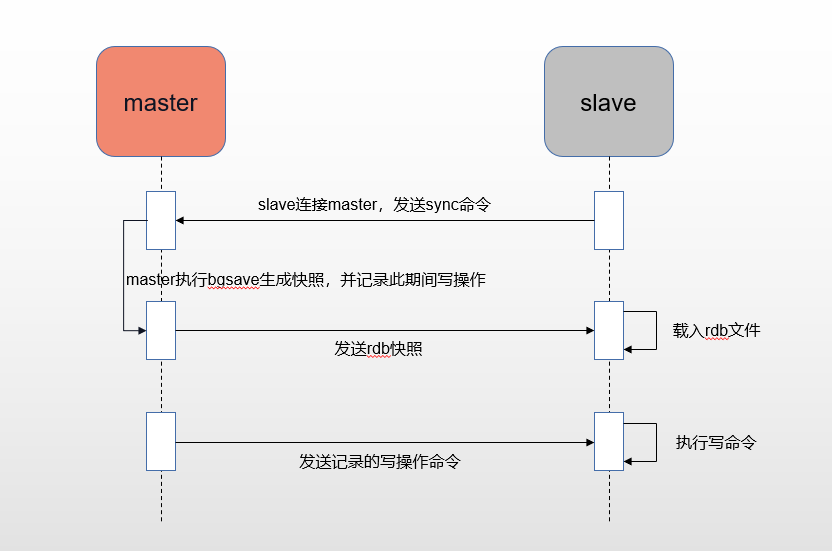 master
slave
slave连接master，发送sync命令
master执行bgsave生成快照，并记录此期间写操作
发送rdb快照
载入rdb文件
发送记录的写操作命令
执行写命令